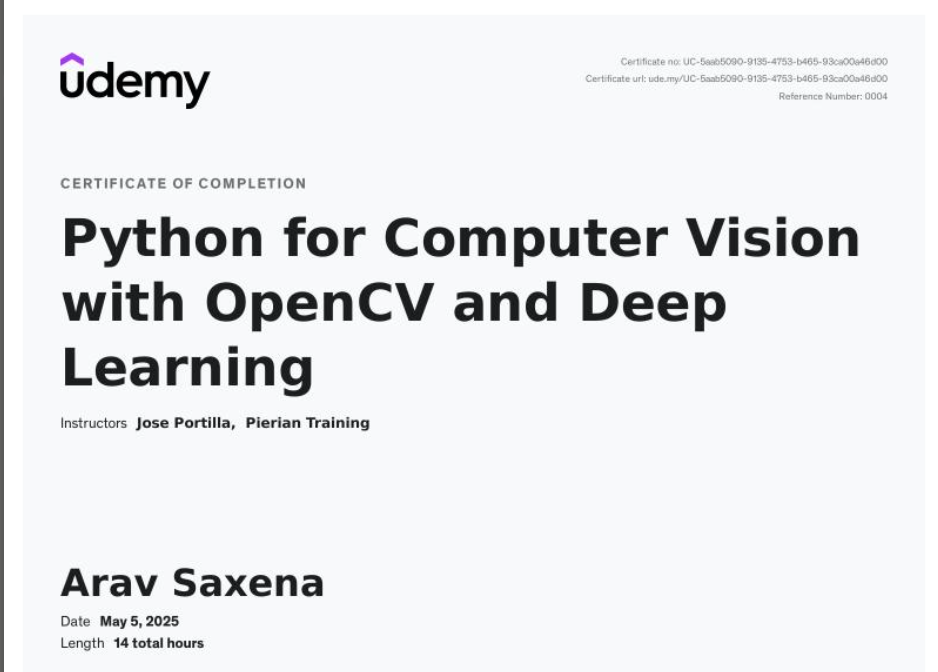 udemy
Certificate no: UC-5aab5090-9135-4753-b465-93ca00a46d00
Certificate url: ude.my/UC-5aab5090-9135-4753-b465-93ca00a46d00
Reference Number: 0004
CERTIFICATE OF COMPLETION
Python for Computer Vision
with OpenCV and Deep
Learning
Instructors Jose Portilla, Pierian Training
Arav Saxena
Date May 5, 2025
Length 14 total hours